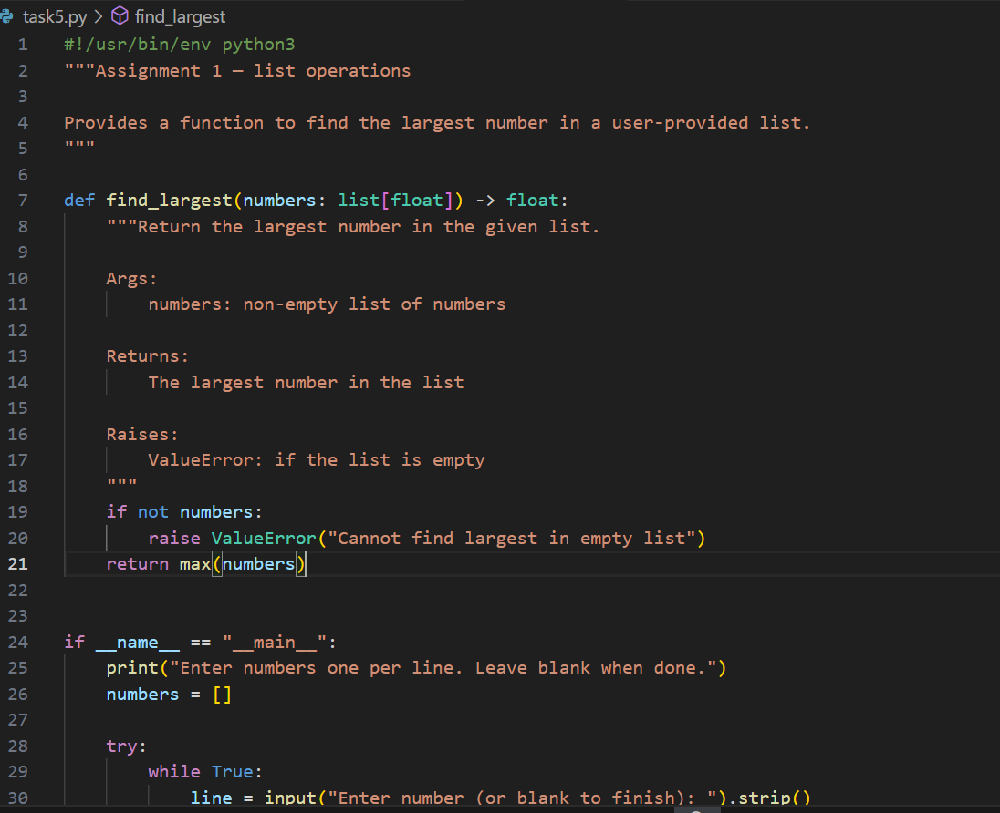 task5.py > find_largest
1 #!/usr/bin/env python3
2 """Assignment 1 — list operations
3
4 Provides a function to find the largest number in a user-provided list.
5 """
6
7 def find_largest(numbers: list[float]) -> float:
8     """Return the largest number in the given list.
9
10     Args:
11         numbers: non-empty list of numbers
12
13     Returns:
14         The largest number in the list
15
16     Raises:
17         ValueError: if the list is empty
18     """
19     if not numbers:
20         raise ValueError("Cannot find largest in empty list")
21     return max(numbers)
22
23
24 if __name__ == "__main__":
25     print("Enter numbers one per line. Leave blank when done.")
26     numbers = []
27
28     try:
29         while True:
30             line = input("Enter number (or blank to finish): ").strip()